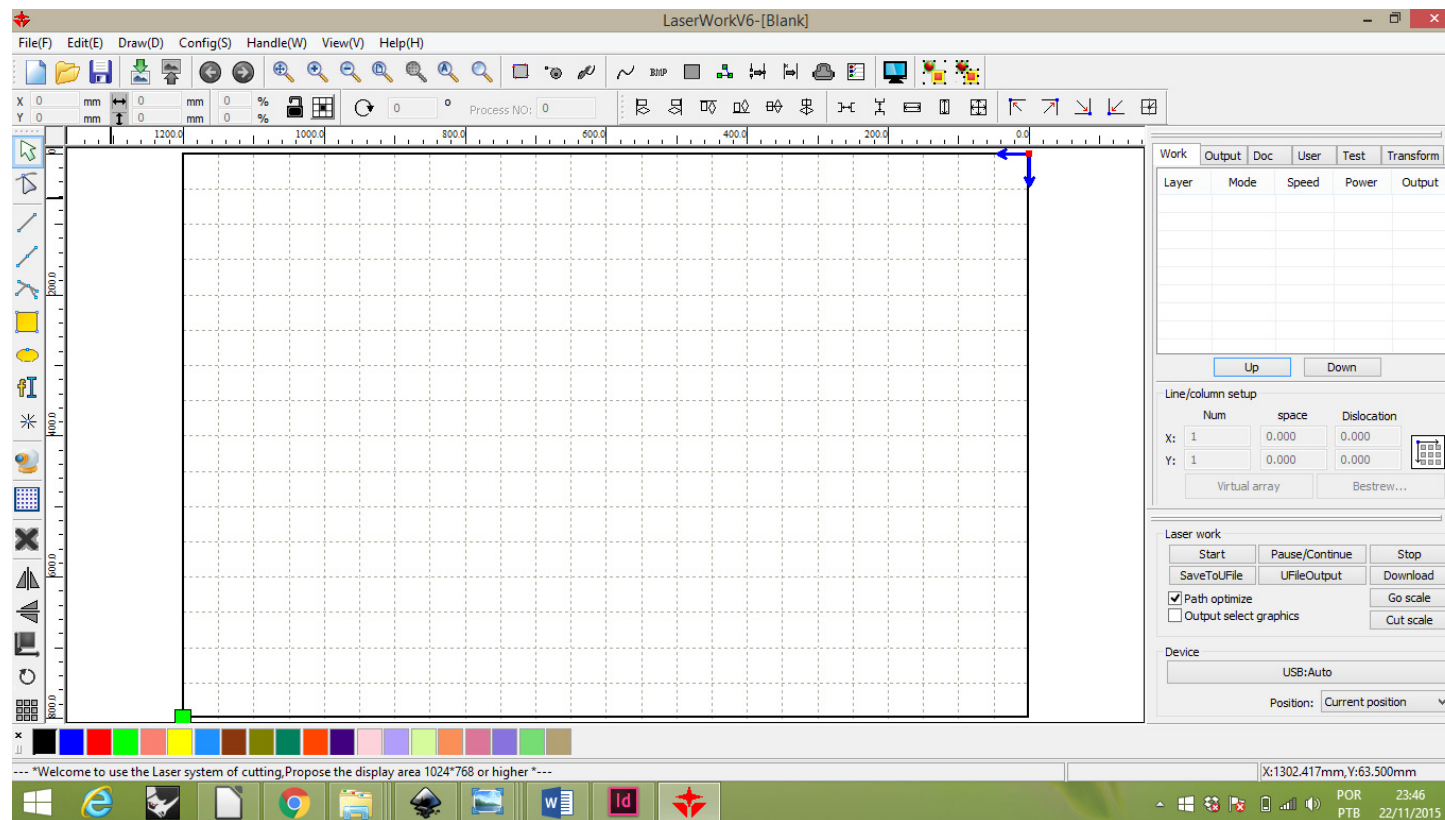 LaserWorkV6-[Blank]
File(F) Edit(E) Draw(D) Config(S) Handle(W) View(V) Help(H)
BMP
X 0 mm 0 mm 0 % 0 ° Process NO: 0
Y 0 mm 0 mm 0 %
1200.0 1000.0 800.0 600.0 400.0 200.0 0.0
200.0
400.0
600.0
800.0
Work Output Doc User Test Transform
Layer Mode Speed Power Output
Up Down
Line/column setup
Num space Dislocation
X: 1 0.000 0.000
Y: 1 0.000 0.000
Virtual array Bestrew...
Laser work
Start Pause/Continue Stop
SaveToUFile UFileOutput Download
Path optimize Go scale
Output select graphics Cut scale
Device
USB:Auto
Position: Current position
--- *Welcome to use the Laser system of cutting,Propose the display area 1024*768 or higher *---
X:1302.417mm,Y:63.500mm
W Id
POR 23:46
PTB 22/11/2015